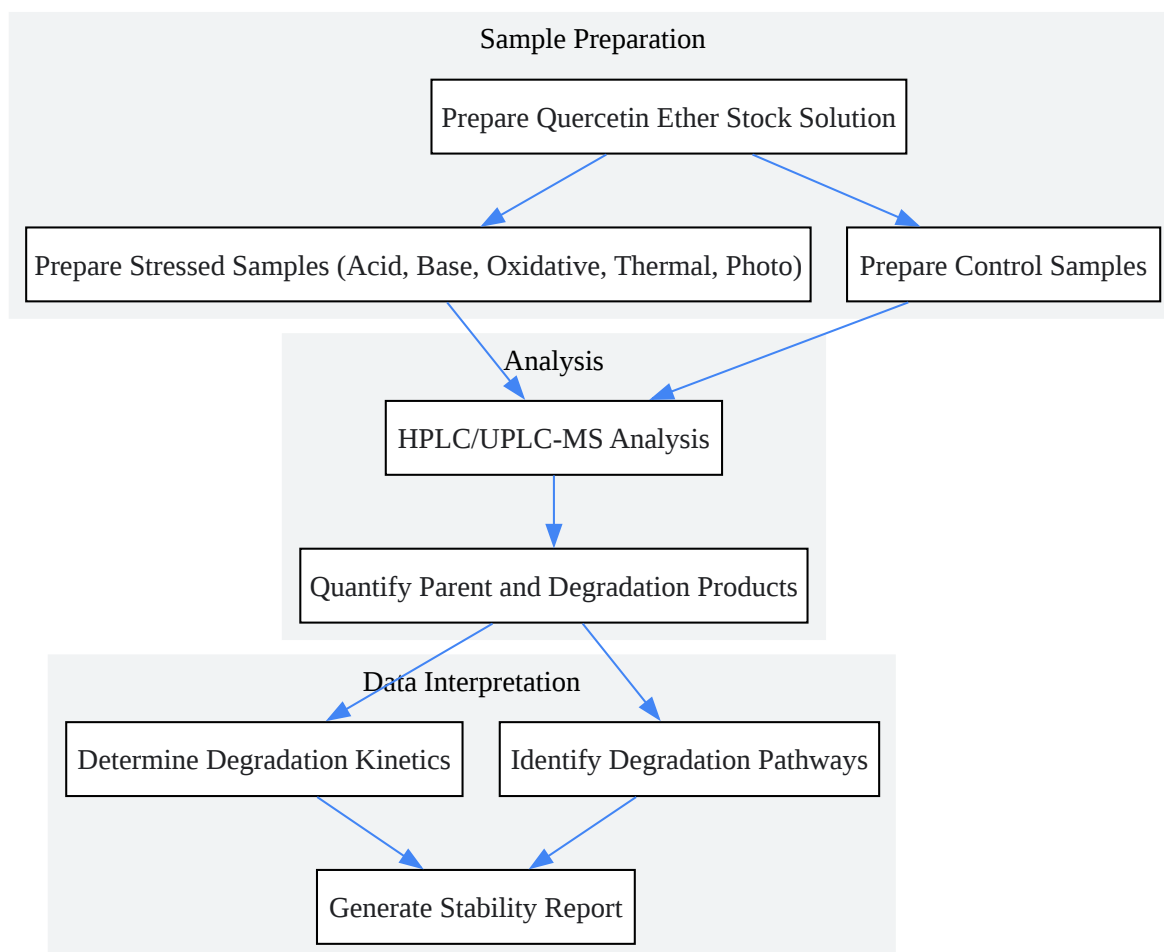 Sample Preparation
Prepare Quercetin Ether Stock Solution
Prepare Stressed Samples (Acid, Base, Oxidative, Thermal, Photo)
Prepare Control Samples
Analysis
HPLC/UPLC-MS Analysis
Quantify Parent and Degradation Products
Data Interpretation
Determine Degradation Kinetics
Identify Degradation Pathways
Generate Stability Report